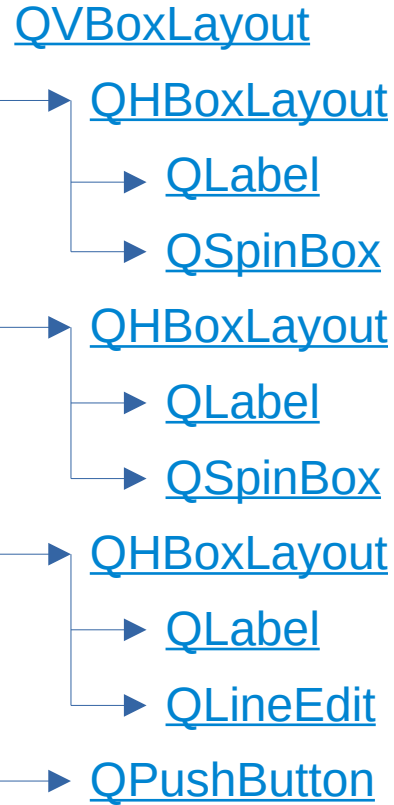 QVBoxLayout
QHBoxLayout
QLabel
QSpinBox
QHBoxLayout
QLabel
QSpinBox
QHBoxLayout
QLabel
QLineEdit
QPushButton